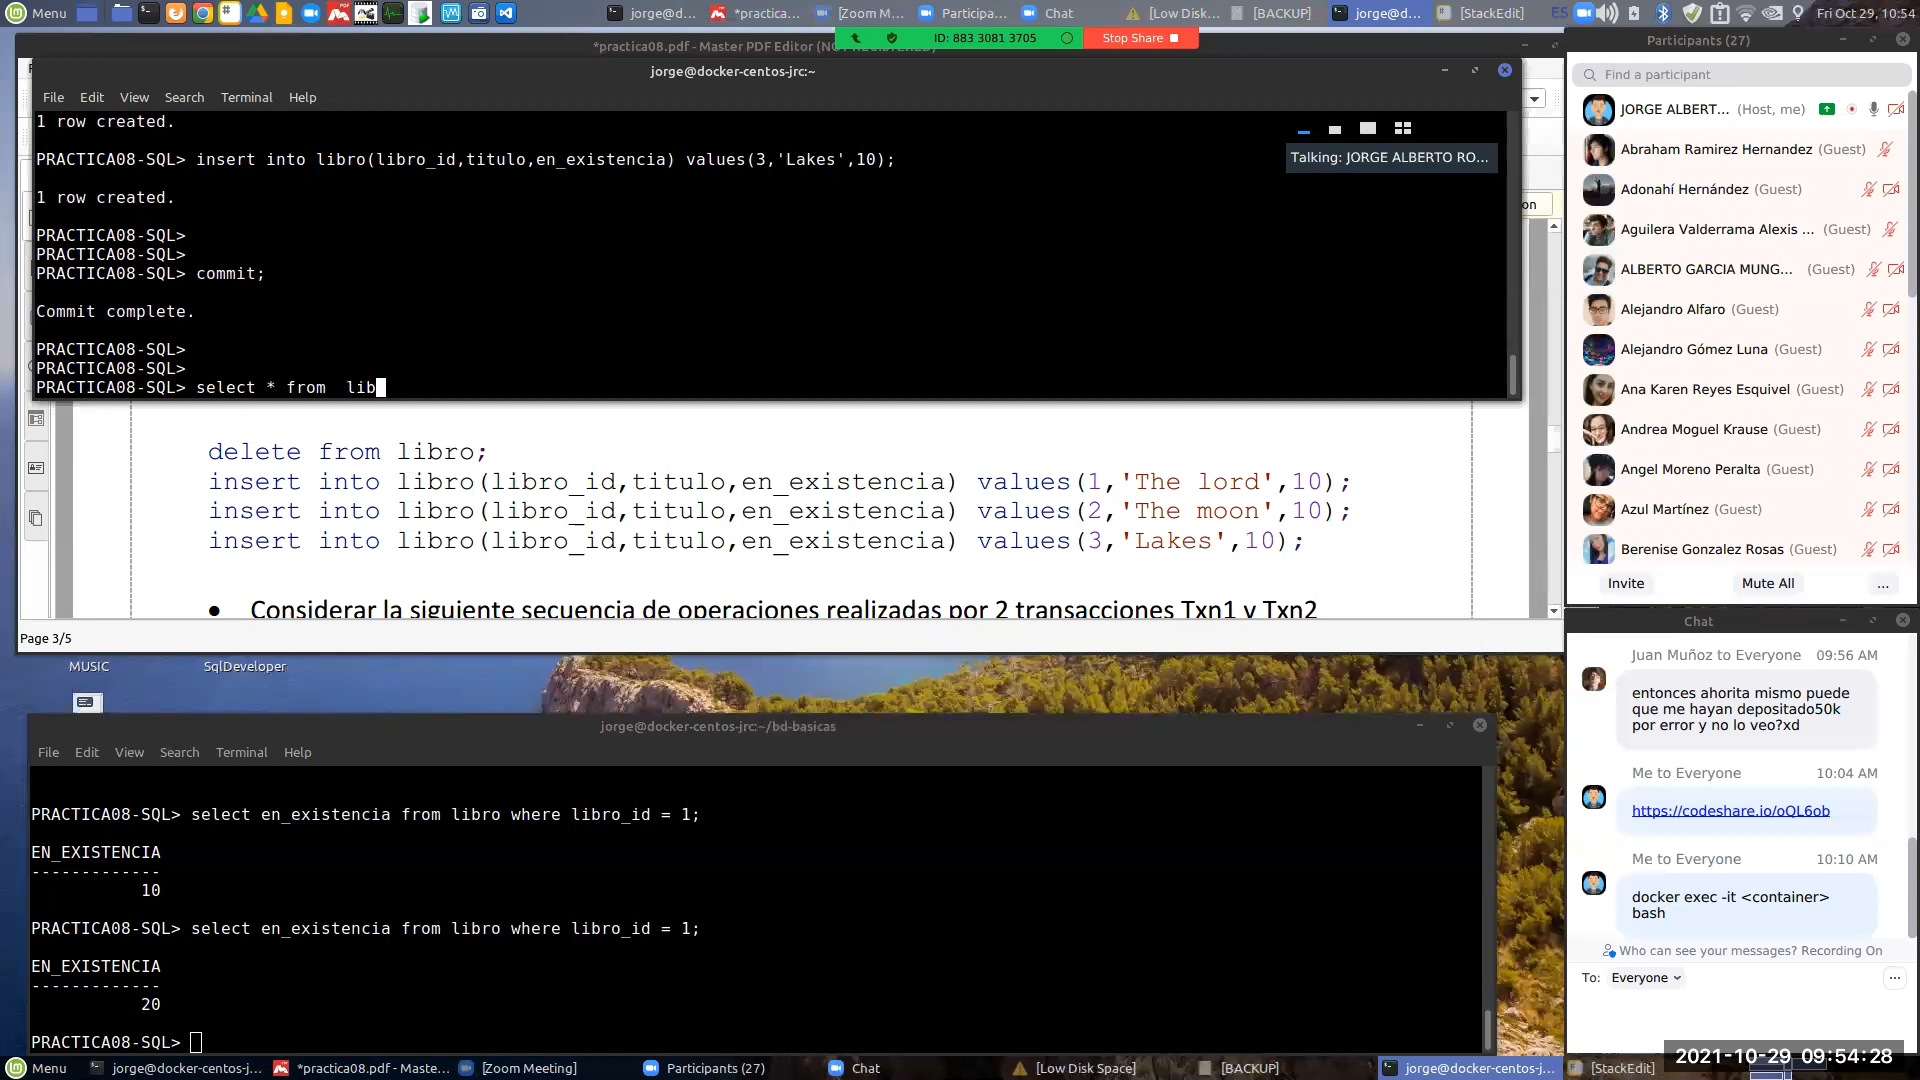 Menu
jorge@d...
*practica...
[Zoom M...
Participa...
Chat
[Low Disk...
[BACKUP]
jorge@d...
[StackEdit]
ES
Fri Oct 29, 10:54
*practica08.pdf - Master PDF Editor (NO
ID: 883 3081 3705
Stop Share
jorge@docker-centos-jrc:~
File Edit View Search Terminal Help
1 row created.
PRACTICA08-SQL> insert into libro(libro_id,titulo,en_existencia) values(3,'Lakes',10);
1 row created.
PRACTICA08-SQL>
PRACTICA08-SQL>
PRACTICA08-SQL> commit;
Commit complete.
PRACTICA08-SQL>
PRACTICA08-SQL>
PRACTICA08-SQL> select * from  lib
Talking: JORGE ALBERTO RO...
on
delete from libro;
insert into libro(libro_id,titulo,en_existencia) values(1,'The lord',10);
insert into libro(libro_id,titulo,en_existencia) values(2,'The moon',10);
insert into libro(libro_id,titulo,en_existencia) values(3,'Lakes',10);
• Considerar la siguiente secuencia de operaciones realizadas por 2 transacciones Txn1 y Txn2
Page 3/5
MUSIC
SqlDeveloper
jorge@docker-centos-jrc:~/bd-basicas
File Edit View Search Terminal Help
PRACTICA08-SQL> select en_existencia from libro where libro_id = 1;
EN_EXISTENCIA
-------------
10
PRACTICA08-SQL> select en_existencia from libro where libro_id = 1;
EN_EXISTENCIA
-------------
20
PRACTICA08-SQL>
Participants (27)
Find a participant
JORGE ALBERT... (Host, me)
Abraham Ramirez Hernandez (Guest)
Adonahí Hernández (Guest)
Aguilera Valderrama Alexis ... (Guest)
ALBERTO GARCIA MUNG... (Guest)
Alejandro Alfaro (Guest)
Alejandro Gómez Luna (Guest)
Ana Karen Reyes Esquivel (Guest)
Andrea Moguel Krause (Guest)
Angel Moreno Peralta (Guest)
Azul Martínez (Guest)
Berenise Gonzalez Rosas (Guest)
Invite
Mute All
...
Chat
Juan Muñoz to Everyone 09:56 AM
entonces ahorita mismo puede
que me hayan depositado50k
por error y no lo veo?xd
Me to Everyone 10:04 AM
https://codeshare.io/oQL6ob
Me to Everyone 10:10 AM
docker exec -it <container>
bash
Who can see your messages? Recording On
To: Everyone
...
2021-10-29 09:54:28
Menu
jorge@docker-centos-j...
*practica08.pdf - Maste...
[Zoom Meeting]
Participants (27)
Chat
[Low Disk Space]
[BACKUP]
jorge@docker-centos-j...
[StackEdit]